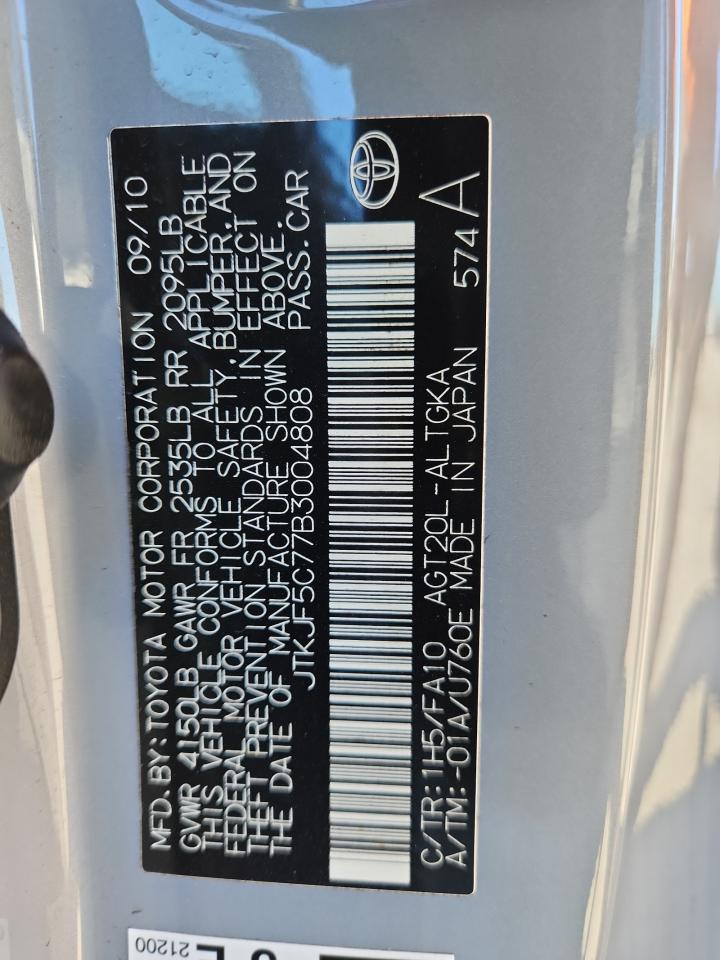 MFD.BY:TOYOTA MOTOR CORPORATION 09/10
GVWR 4150LB GAWR FR 2535LB RR 2095LB
THIS VEHICLE CONFORMS TO ALL APPLICABLE
FEDERAL MOTOR VEHICLE SAFETY,BUMPER,AND
THEFT PREVENTION STANDARDS IN EFFECT ON
THE DATE OF MANUFACTURE SHOWN ABOVE.
JTKJF5C77B3004808 PASS.CAR
C/TR:1H5/FA10 AGT20L-ALTGKA
A/TM:-01A/U760E MADE IN JAPAN 574A
21200